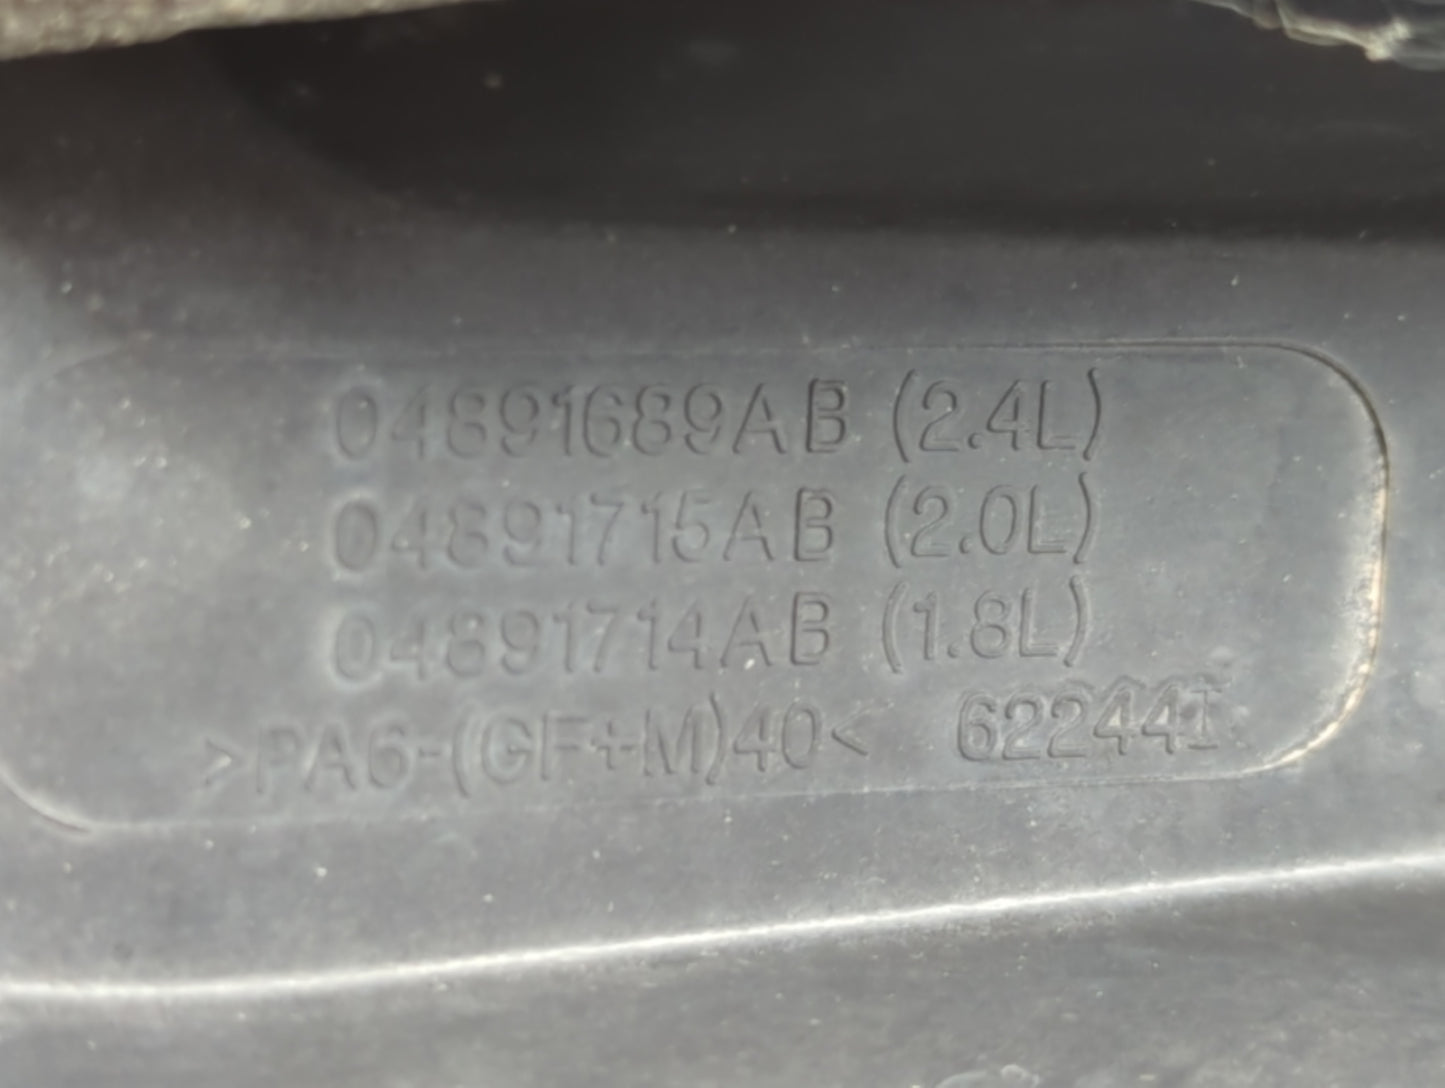 04891689AB (2.4L)
04891715AB (2.0L)
04891714AB (1.8L)
>PA6-(GF+M)40< 622441